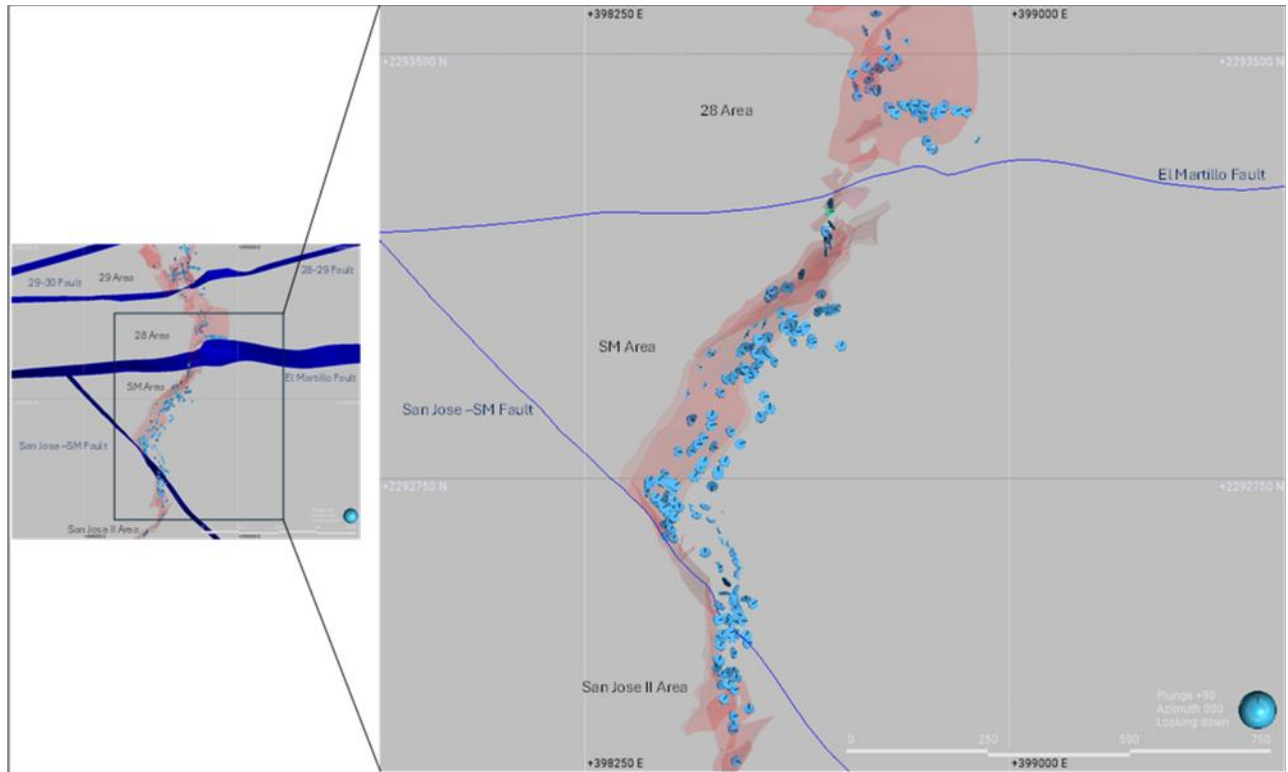 28-29 Fault
29 Area
29-30 Fault
28 Area
SM Area
El Martillo Fault
San Jose –SM Fault
San Jose II Area
+398250 E
+399000 E
+2293500 N
+2293500 N
28 Area
El Martillo Fault
SM Area
San Jose –SM Fault
+2292750 N
+2292750 N
San Jose II Area
Plunge +90
Azimuth 000
Looking down
0
250
500
750
+398250 E
+399000 E